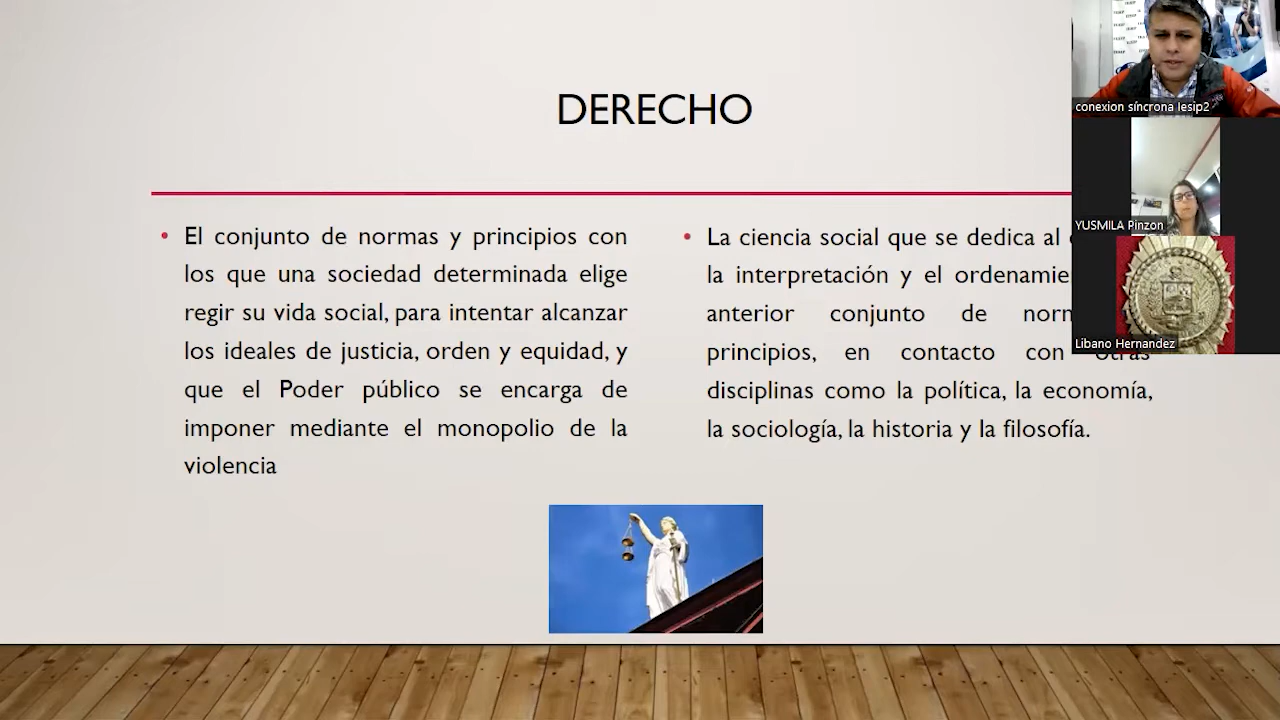 DERECHO
El conjunto de normas y principios con
los que una sociedad determinada elige
regir su vida social, para intentar alcanzar
los ideales de justicia, orden y equidad, y
que el Poder público se encarga de
imponer mediante el monopolio de la
violencia
La ciencia social que se dedica al
la interpretación y el
anterior conjunto de
principios, en contacto con otras
disciplinas como la política, la economía,
la sociología, la historia y la filosofía.
conexion síncrona Iesip2
YUSMILA Pinzon
Libano Hernandez